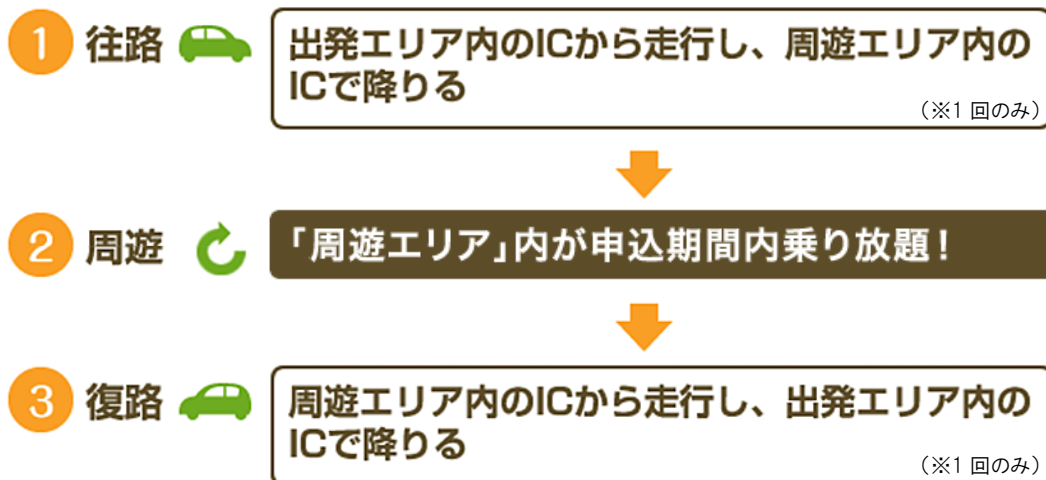 1 往路 出発エリア内のICから走行し、周遊エリア内の
ICで降りる
（※1 回のみ）
2 周遊 「周遊エリア」内が申込期間内乗り放題！
3 復路 周遊エリア内のICから走行し、出発エリア内の
ICで降りる
（※1 回のみ）